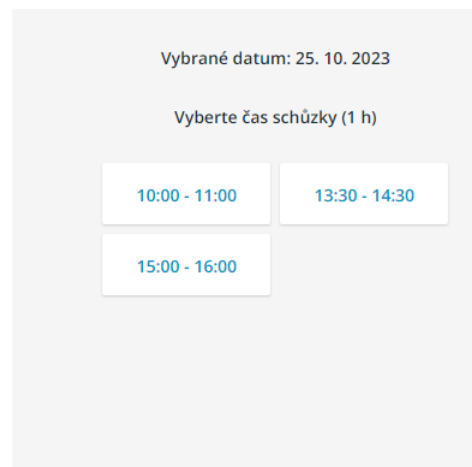 Vybrané datum: 25. 10. 2023
Vyberte čas schůzky (1 h)
10:00 - 11:00 13:30 - 14:30
15:00 - 16:00